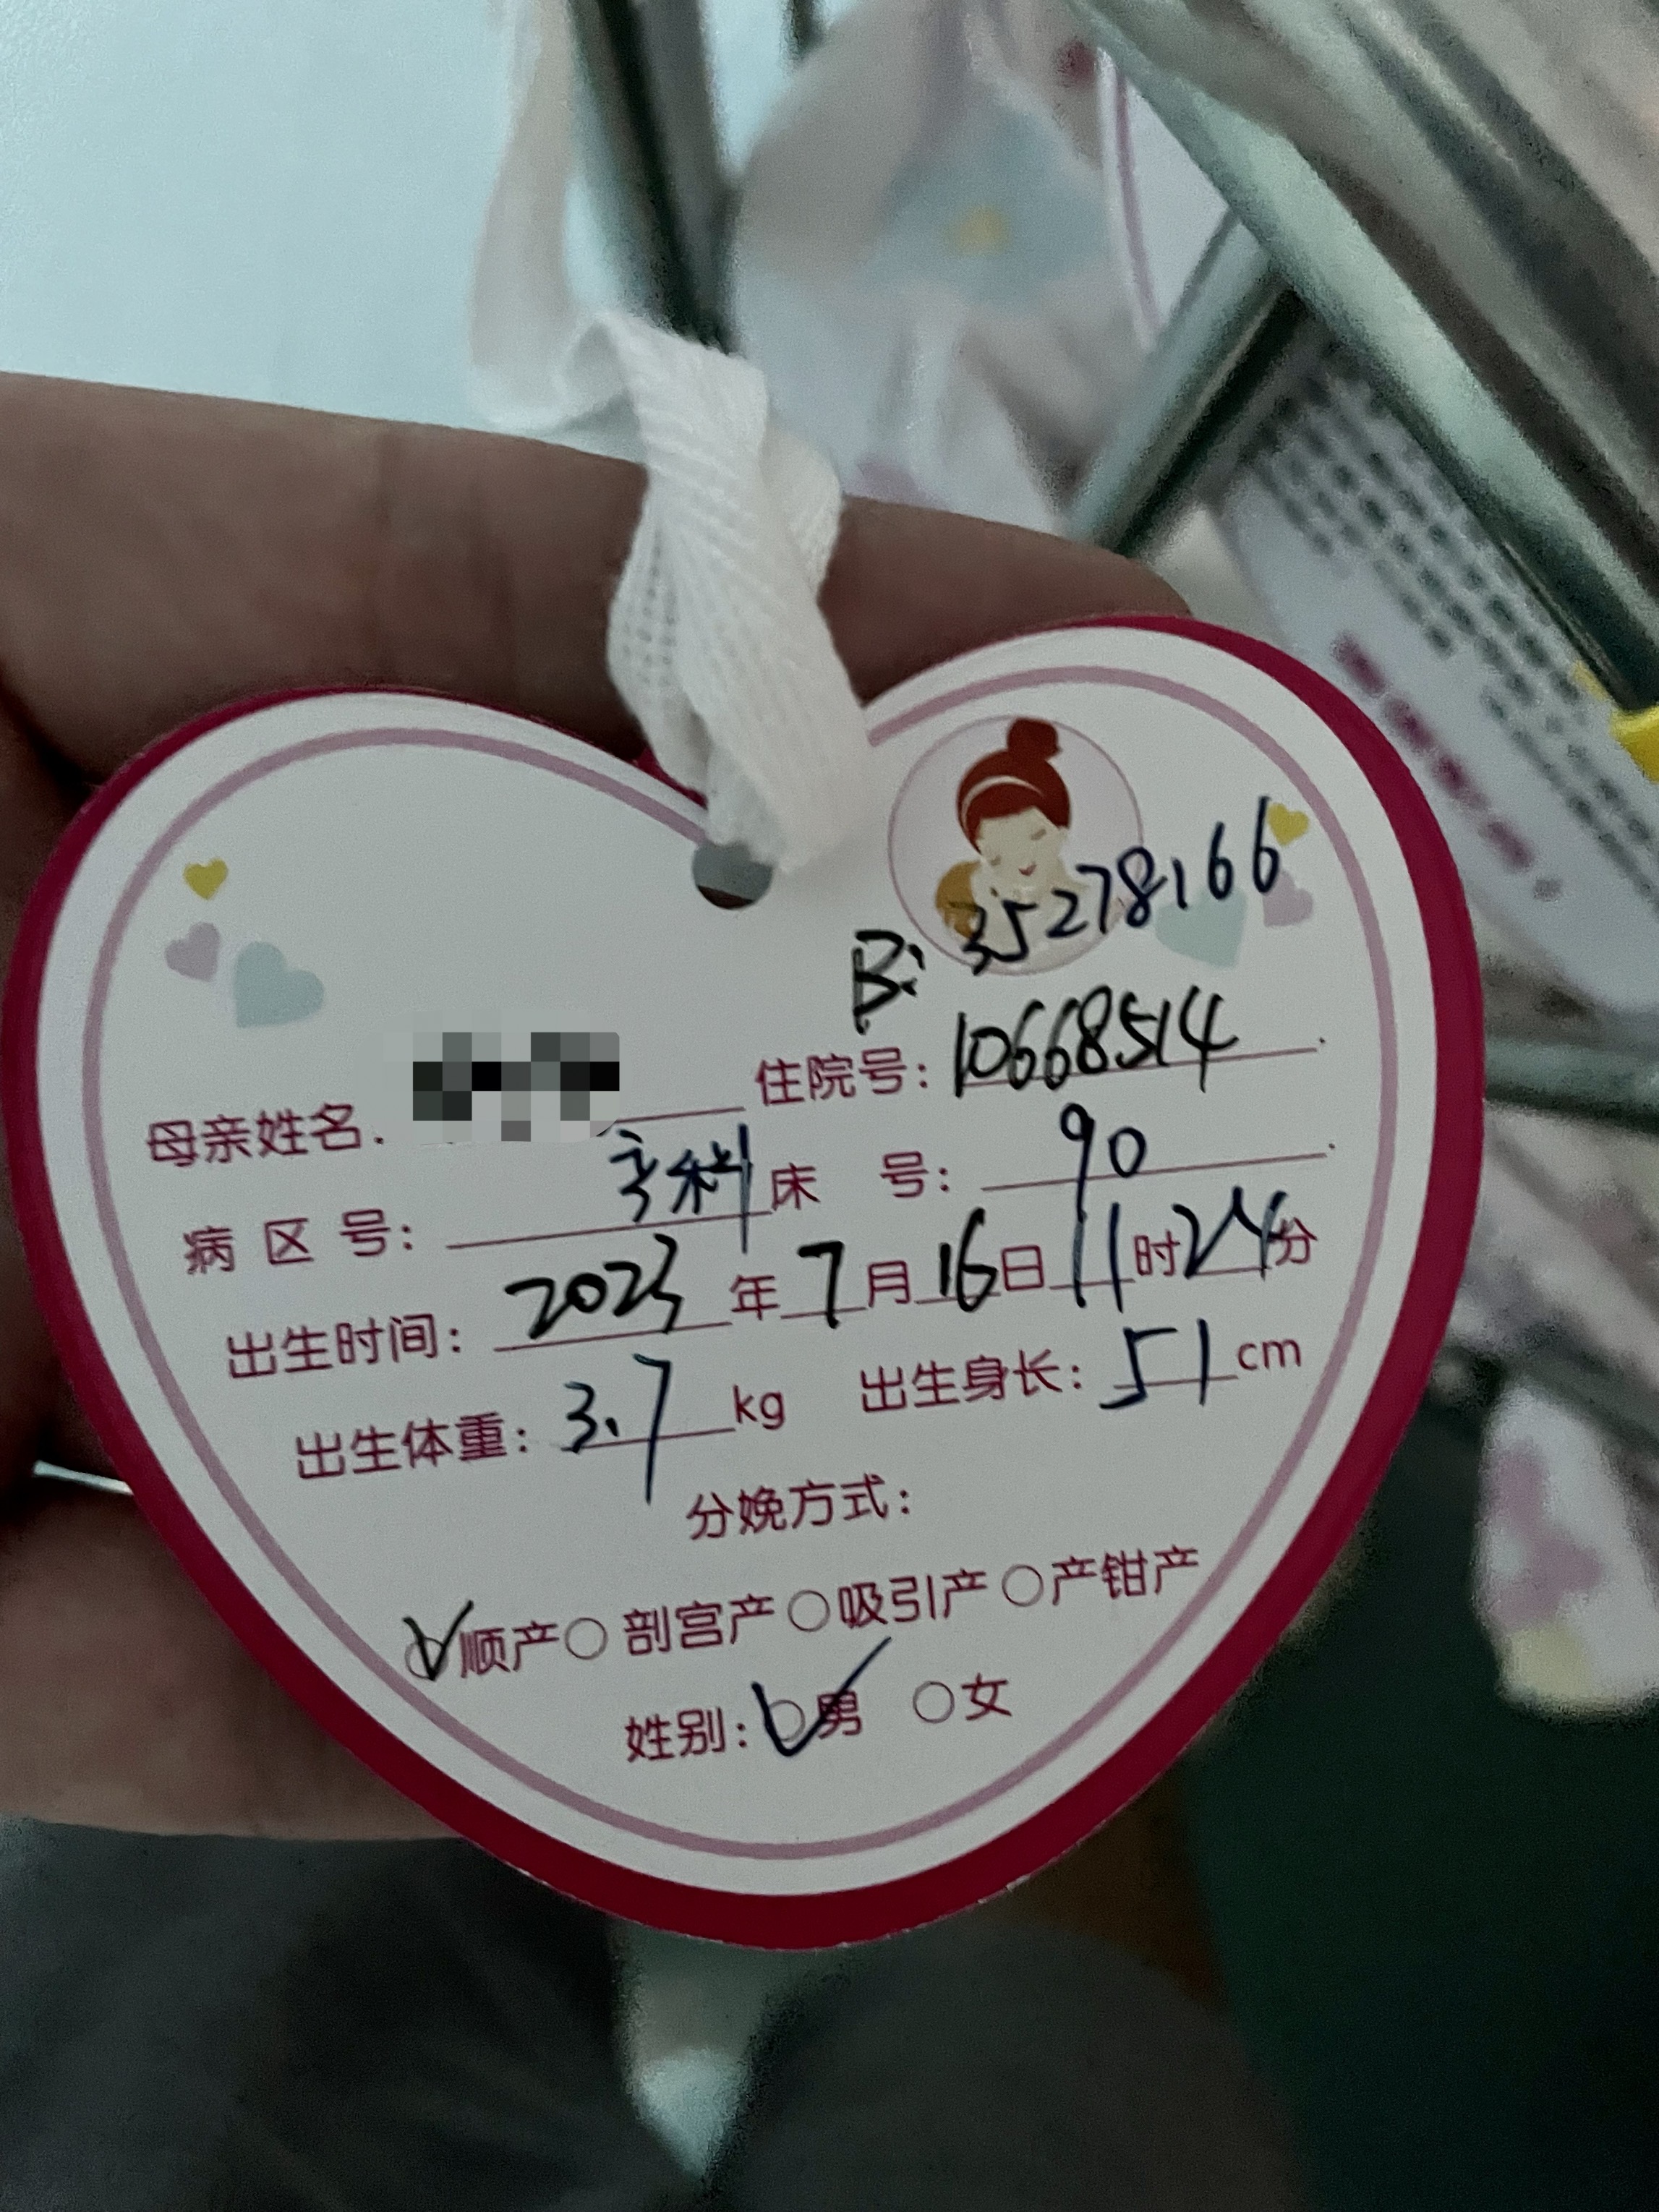 B: 35278166
母亲姓名: 住院号: 10668514
病区号: 产科 床 号: 90
出生时间: 2023 年 7 月 16 日 11 时 24 分
出生体重: 3.7 kg 出生身长: 51 cm
分娩方式:
顺产 剖宫产 吸引产 产钳产
姓别: 男 女